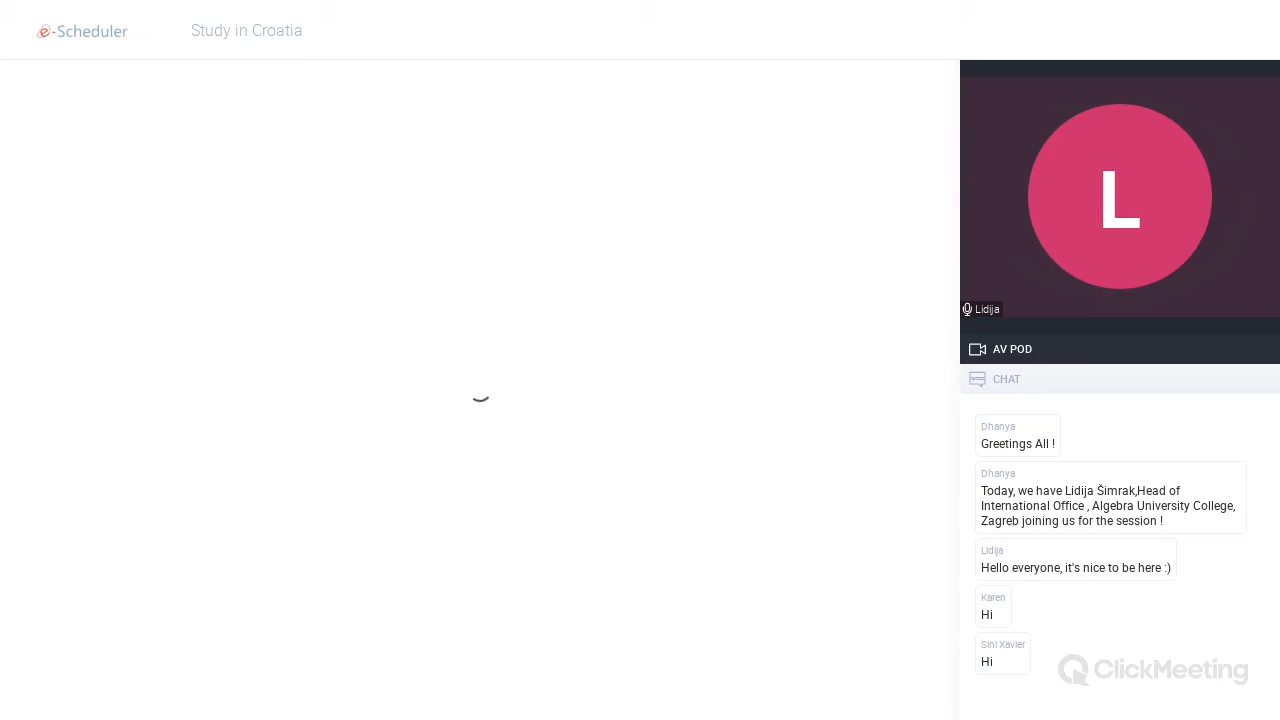 e-Scheduler
Study in Croatia
L
Lidija
AV POD
CHAT
Dhanya
Greetings All !
Dhanya
Today, we have Lidija Šimrak,Head of
International Office , Algebra University College,
Zagreb joining us for the session !
Lidija
Hello everyone, it's nice to be here :)
Karen
Hi
Sini Xavier
Hi
ClickMeeting